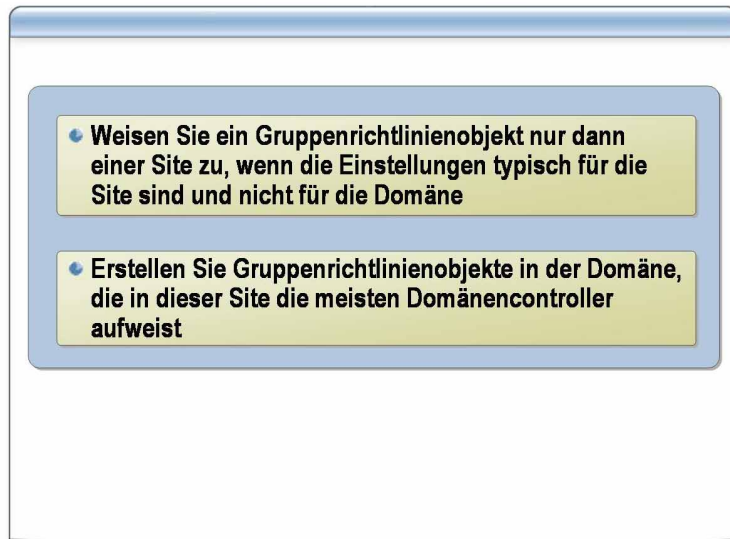 Weisen Sie ein Gruppenrichtlinienobjekt nur dann
einer Site zu, wenn die Einstellungen typisch für die
Site sind und nicht für die Domäne
Erstellen Sie Gruppenrichtlinienobjekte in der Domäne,
die in dieser Site die meisten Domänencontroller
aufweist